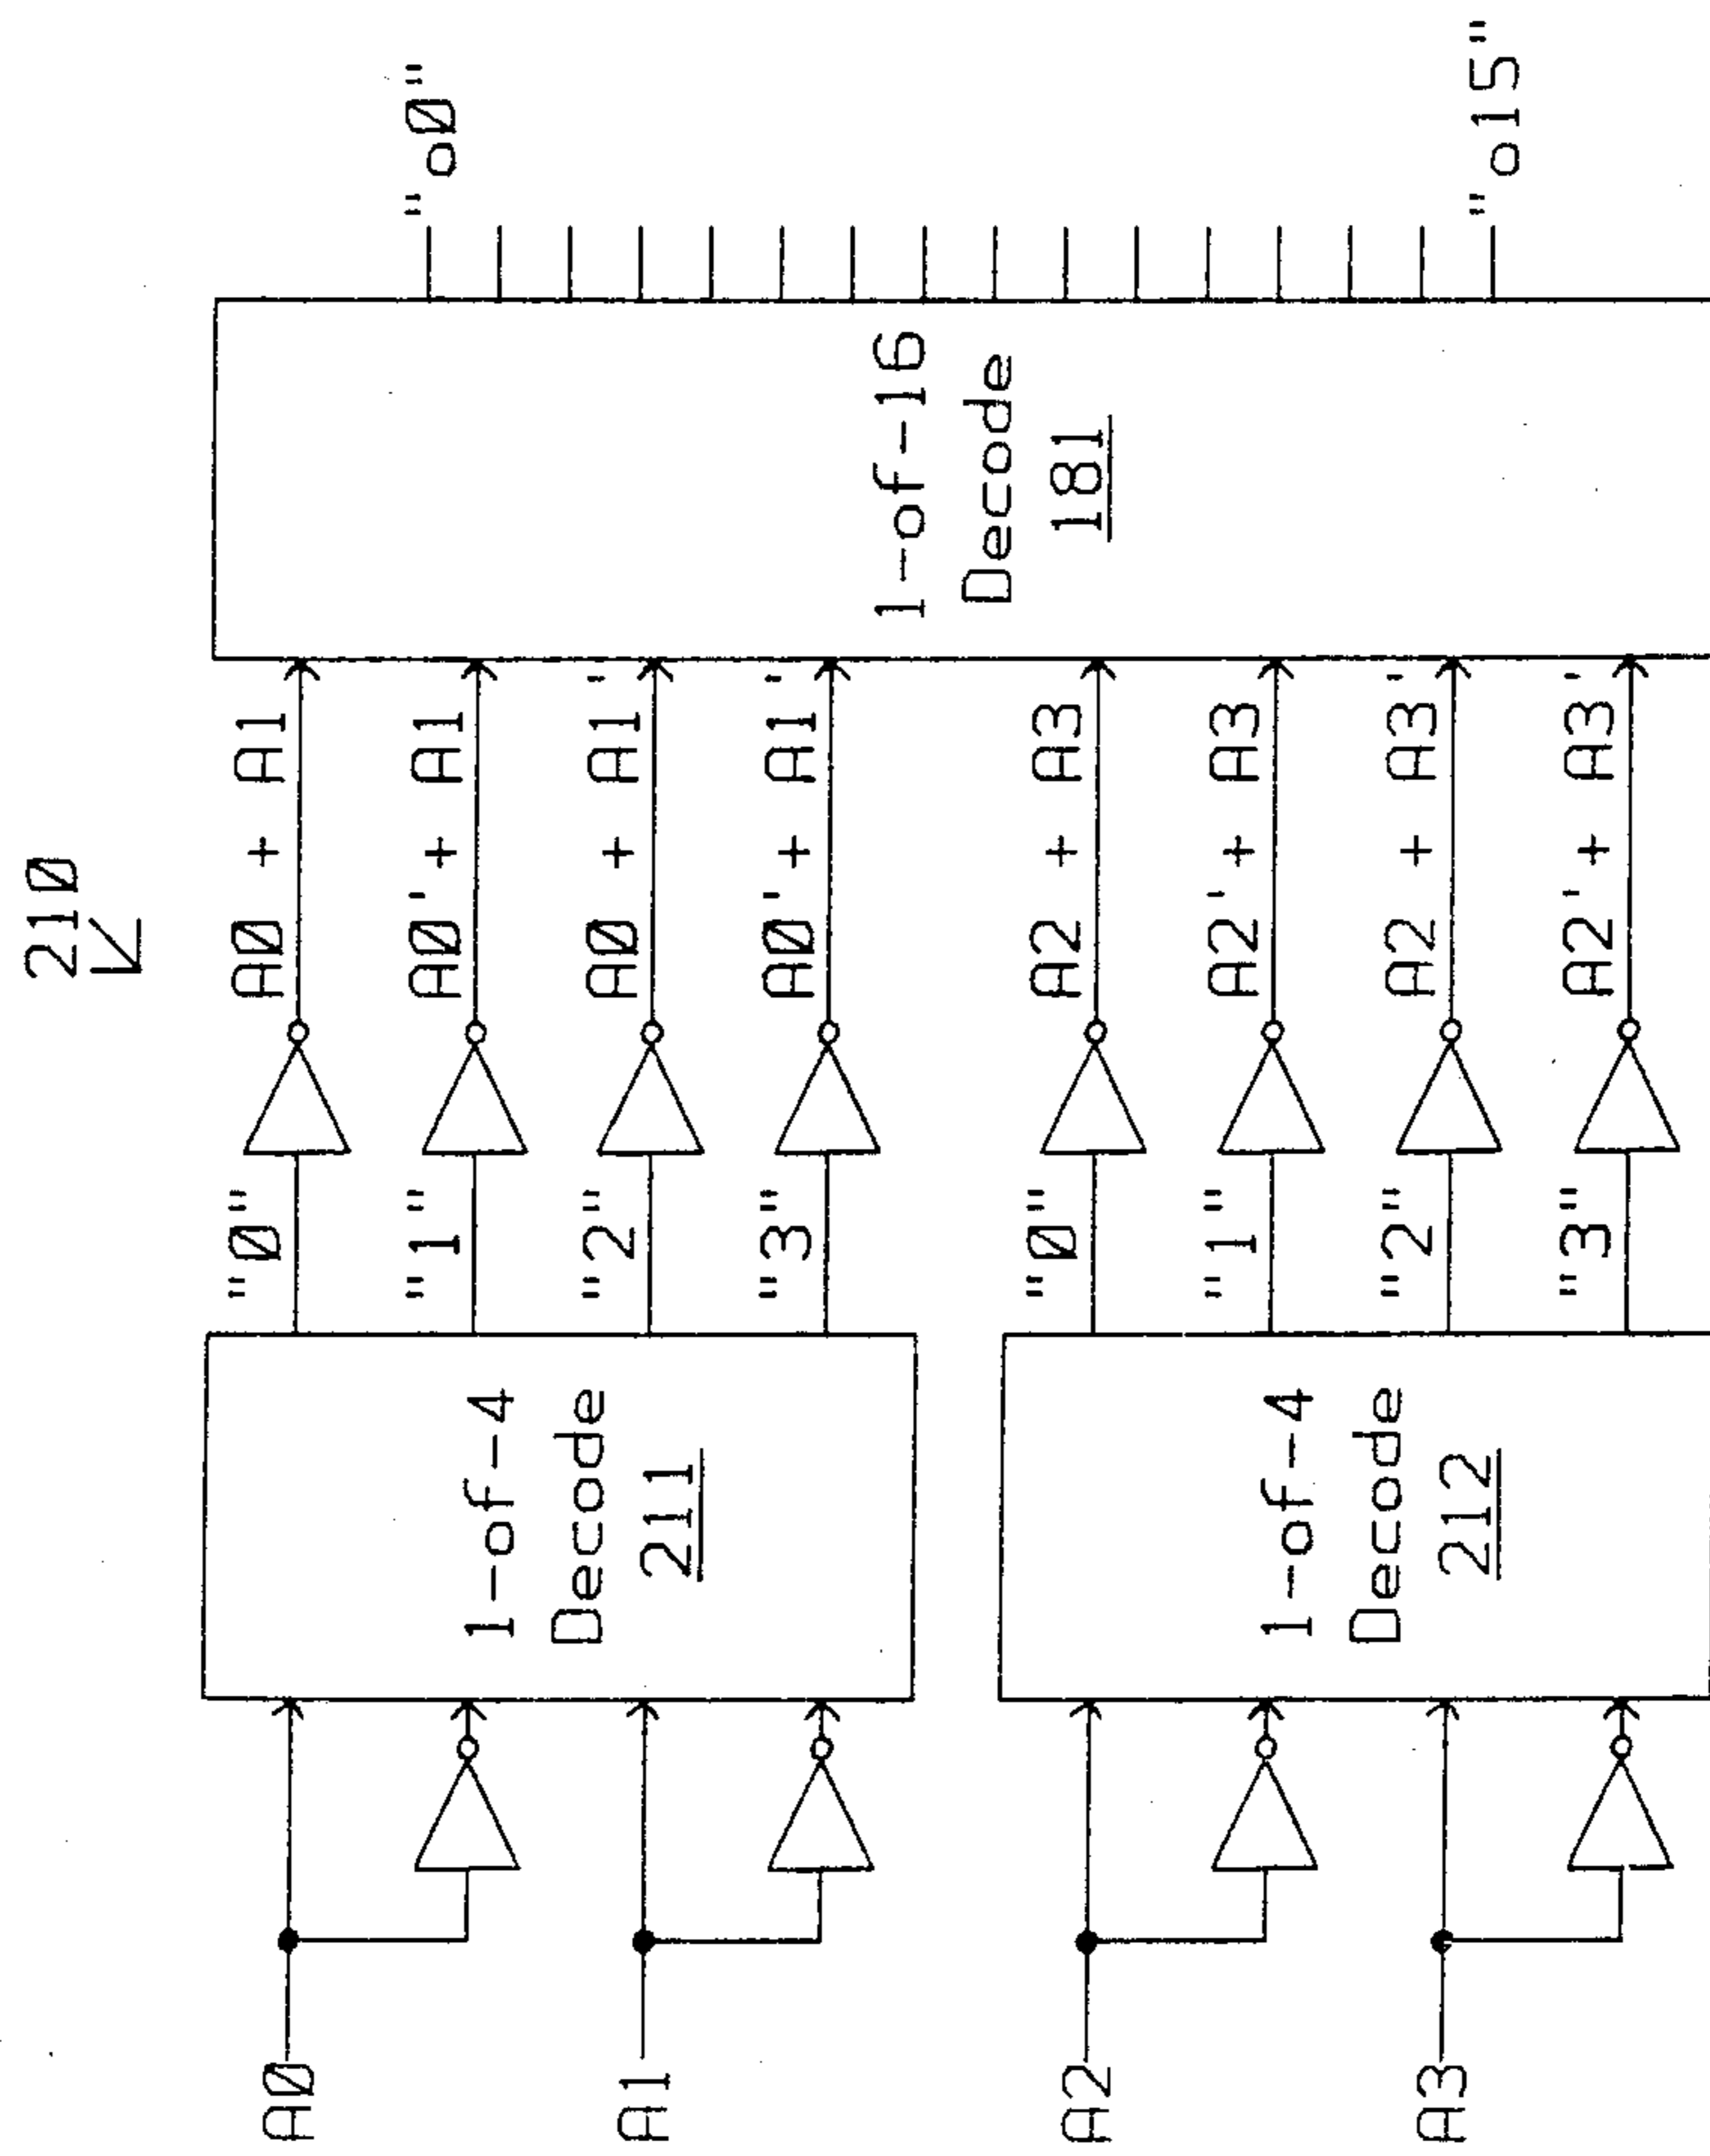 210
A0
A1
A2
A3
1-of-4
Decode
211
1-of-4
Decode
212
"0"
"1"
"2"
"3"
"0"
"1"
"2"
"3"
A0 + A1
A0' + A1
A0 + A1'
A0' + A1'
A2 + A3
A2' + A3
A2 + A3'
A2' + A3'
1-of-16
Decode
181
"o0"
"o15"